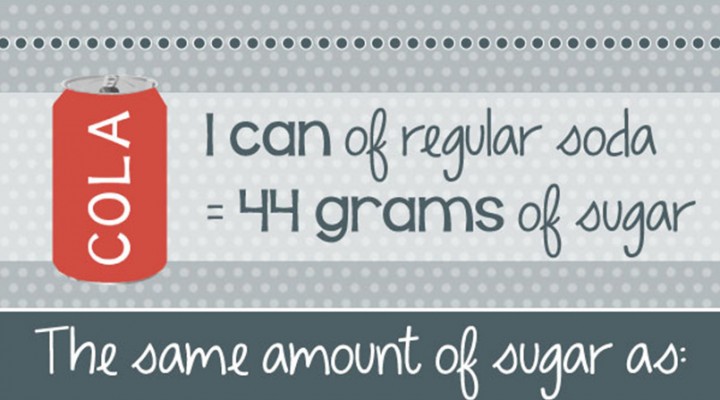 COLA
1 can of regular soda
= 44 grams of sugar
The same amount of sugar as: